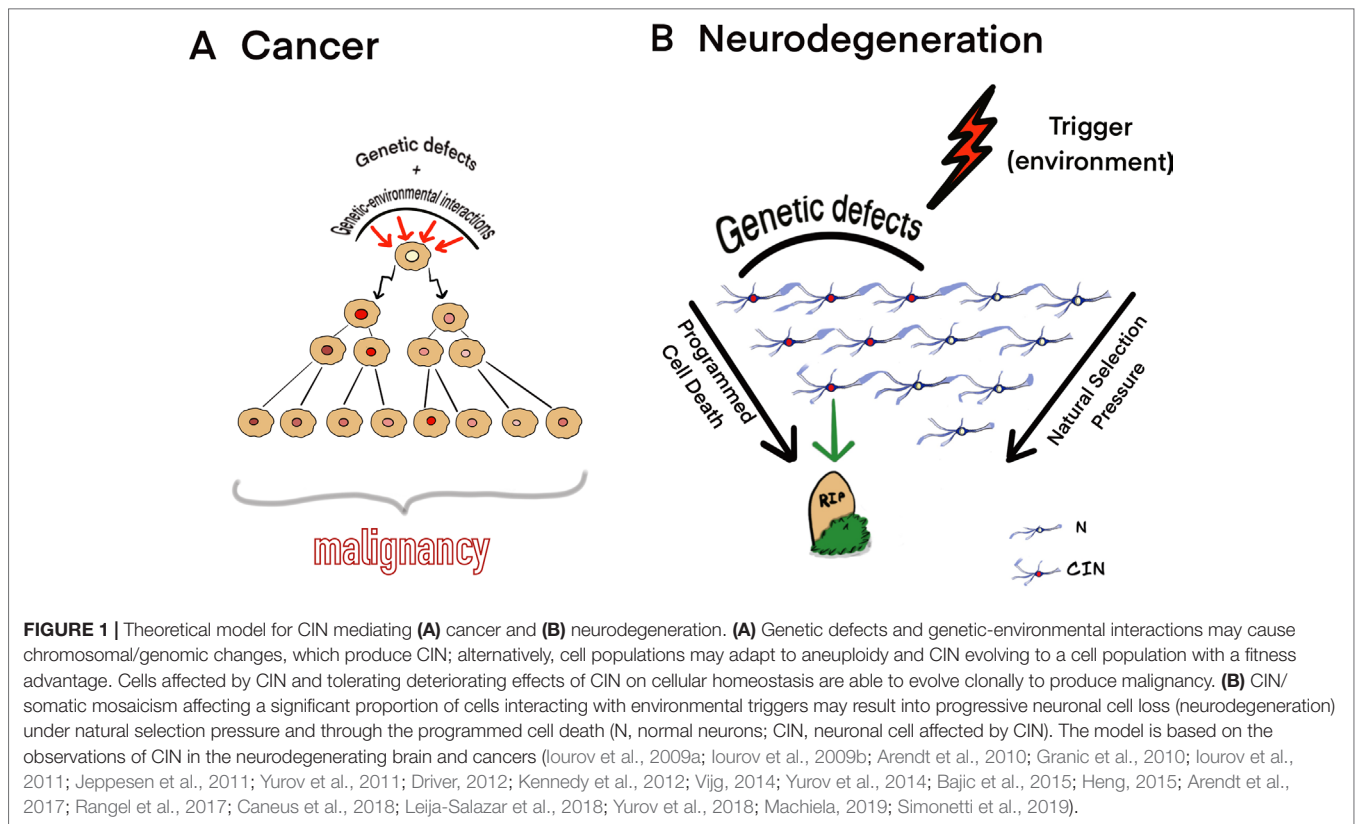 A Cancer
Genetic defects
+
Genetic-environmental interactions
malignancy
B Neurodegeneration
Trigger
(environment)
Genetic defects
Programmed
Cell Death
Natural Selection
Pressure
RIP
N
CIN
FIGURE 1 | Theoretical model for CIN mediating (A) cancer and (B) neurodegeneration. (A) Genetic defects and genetic-environmental interactions may cause
chromosomal/genomic changes, which produce CIN; alternatively, cell populations may adapt to aneuploidy and CIN evolving to a cell population with a fitness
advantage. Cells affected by CIN and tolerating deteriorating effects of CIN on cellular homeostasis are able to evolve clonally to produce malignancy. (B) CIN/
somatic mosaicism affecting a significant proportion of cells interacting with environmental triggers may result into progressive neuronal cell loss (neurodegeneration)
under natural selection pressure and through the programmed cell death (N, normal neurons; CIN, neuronal cell affected by CIN). The model is based on the
observations of CIN in the neurodegenerating brain and cancers (Iourov et al., 2009a; Iourov et al., 2009b; Arendt et al., 2010; Granic et al., 2010; Iourov et al.,
2011; Jeppesen et al., 2011; Yurov et al., 2011; Driver, 2012; Kennedy et al., 2012; Vijg, 2014; Yurov et al., 2014; Bajic et al., 2015; Heng, 2015; Arendt et al.,
2017; Rangel et al., 2017; Caneus et al., 2018; Leija-Salazar et al., 2018; Yurov et al., 2018; Machiela, 2019; Simonetti et al., 2019).